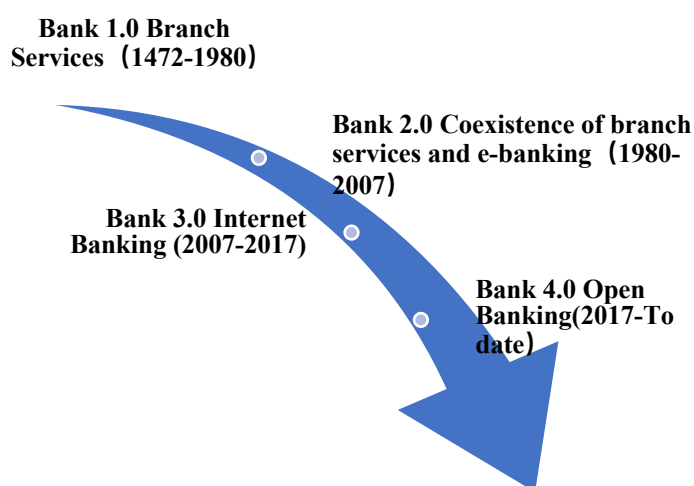 Bank 1.0 Branch
Services（1472-1980）
Bank 2.0 Coexistence of branch
services and e-banking（1980-
2007）
Bank 3.0 Internet
Banking (2007-2017)
Bank 4.0 Open
Banking(2017-To
date）